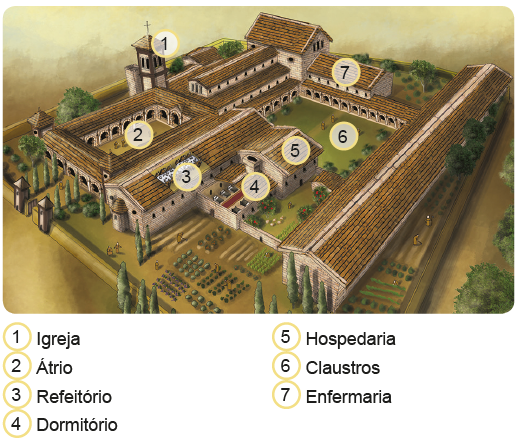 1
2
3
4
5
6
7
1 Igreja
2 Átrio
3 Refeitório
4 Dormitório
5 Hospedaria
6 Claustros
7 Enfermaria